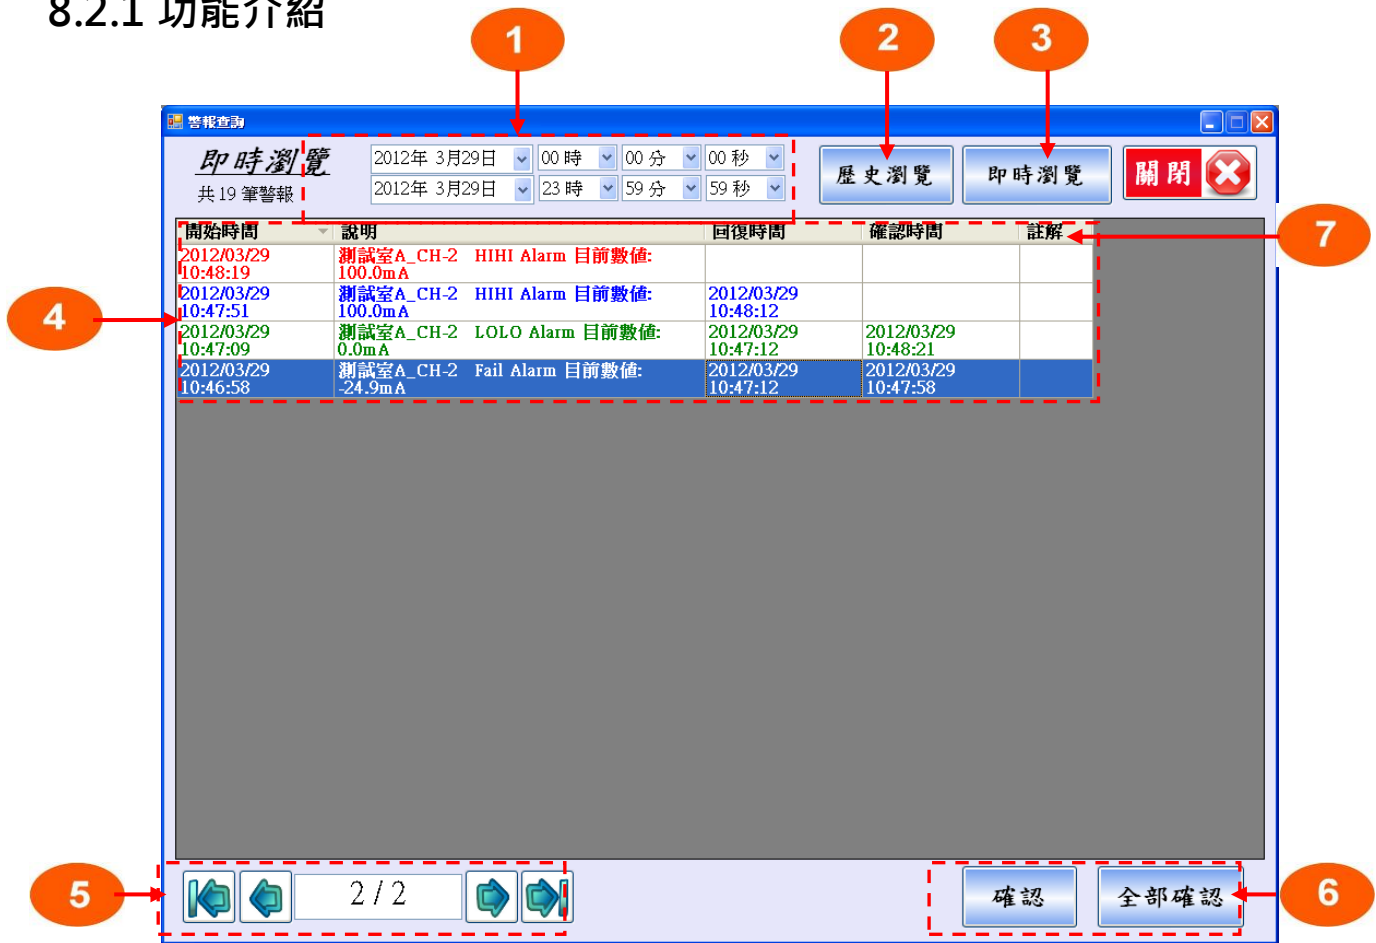 8.2.1 功能介紹
1
2
3
警報查詢
即時瀏覽
2012年 3月29日 00 時 00 分 00 秒
歷史瀏覽
即時瀏覽
關閉
共 19 筆警報
2012年 3月29日 23 時 59 分 59 秒
7
開始時間 說明 回復時間 確認時間 註解
2012/03/29 測試室A_CH-2 HIHI Alarm 目前數值:
10:48:19 100.0mA
2012/03/29 測試室A_CH-2 HIHI Alarm 目前數值: 2012/03/29
10:47:51 100.0mA 10:48:12
4
2012/03/29 測試室A_CH-2 LOLO Alarm 目前數值: 2012/03/29 2012/03/29
10:47:09 0.0mA 10:47:12 10:48:21
2012/03/29 測試室A_CH-2 Fail Alarm 目前數值: 2012/03/29 2012/03/29
10:46:58 -24.9mA 10:47:12 10:47:58
5
2 / 2
確認
全部確認
6